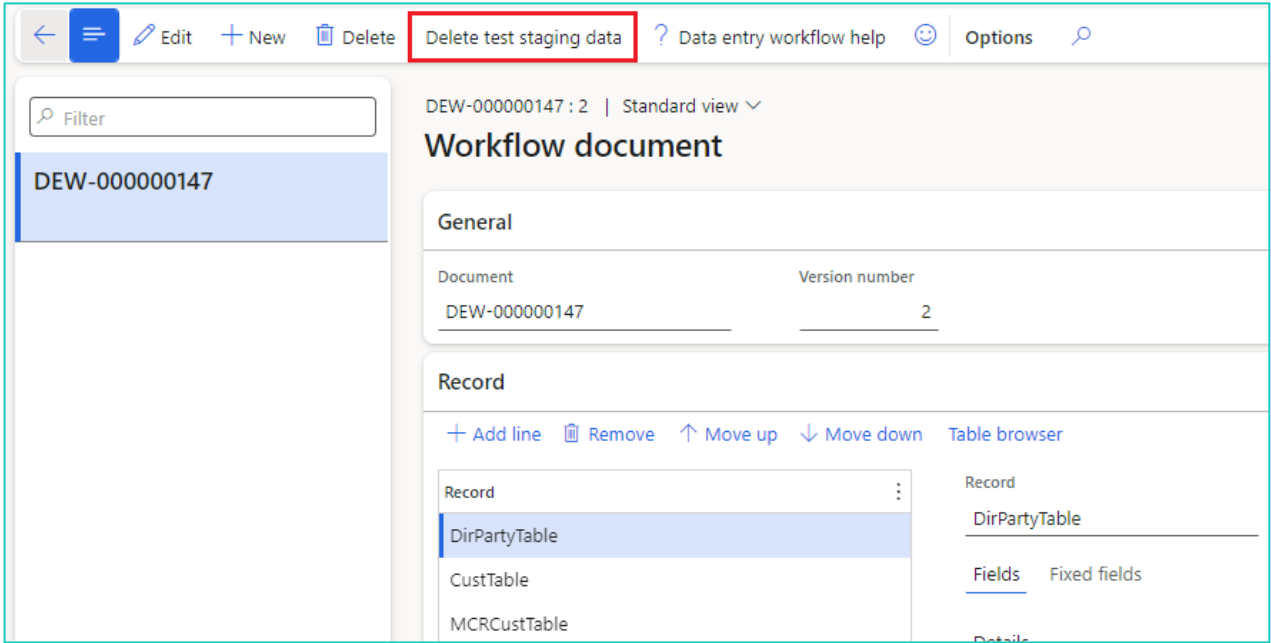 Edit New Delete Delete test staging data ? Data entry workflow help Options
Filter
DEW-000000147
DEW-000000147 : 2 | Standard view
Workflow document
General
Document Version number
DEW-000000147 2
Record
Add line Remove Move up Move down Table browser
Record
DirPartyTable
CustTable
MCRCustTable
Record
DirPartyTable
Fields Fixed fields
Details